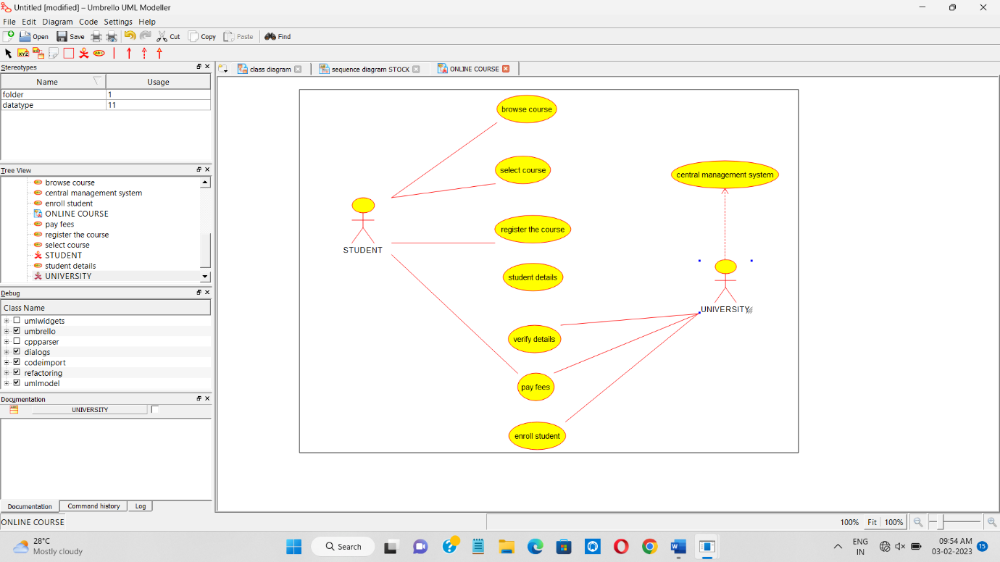 Untitled [modified] – Umbrello UML Modeller
File Edit Diagram Code Settings Help
Open Save Cut Copy Paste Find
XYZ ABC
Stereotypes
Name Usage
folder 1
datatype 11
class diagram sequence diagram STOCK ONLINE COURSE
Tree View
browse course
central management system
enroll student
ONLINE COURSE
pay fees
register the course
select course
STUDENT
student details
UNIVERSITY
Debug
Class Name
umlwidgets
umbrello
cppparser
dialogs
codeimport
refactoring
umlmodel
Documentation
UNIVERSITY
Documentation Command history Log
browse course
select course
central management system
register the course
STUDENT
student details
UNIVERSITY
verify details
pay fees
enroll student
ONLINE COURSE
100% Fit 100%
28°C
Mostly cloudy
Search
ENG
IN
09:54 AM
03-02-2023
15